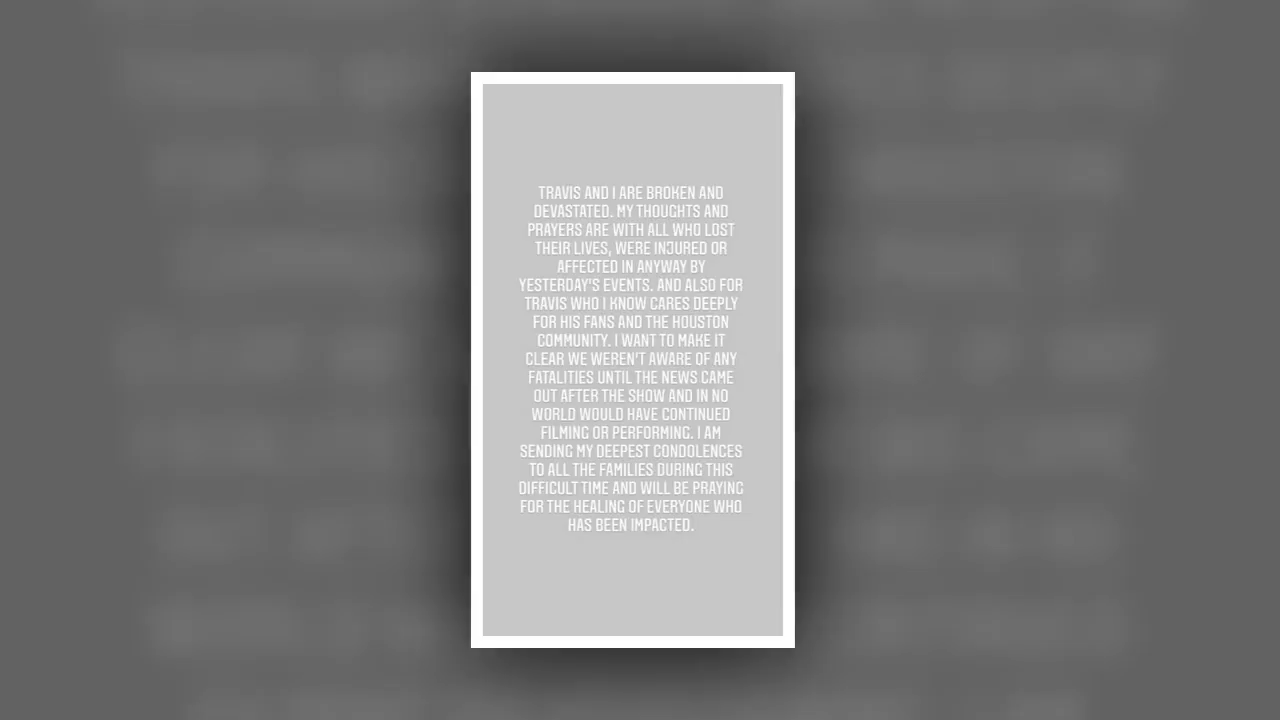 TRAVIS AND I ARE BROKEN AND
DEVASTATED. MY THOUGHTS AND
PRAYERS ARE WITH ALL WHO LOST
THEIR LIVES, WERE INJURED OR
AFFECTED IN ANYWAY BY
YESTERDAY'S EVENTS. AND ALSO FOR
TRAVIS WHO I KNOW CARES DEEPLY
FOR HIS FANS AND THE HOUSTON
COMMUNITY. I WANT TO MAKE IT
CLEAR WE WEREN'T AWARE OF ANY
FATALITIES UNTIL THE NEWS CAME
OUT AFTER THE SHOW AND IN NO
WORLD WOULD HAVE CONTINUED
FILMING OR PERFORMING. I AM
SENDING MY DEEPEST CONDOLENCES
TO ALL THE FAMILIES DURING THIS
DIFFICULT TIME AND WILL BE PRAYING
FOR THE HEALING OF EVERYONE WHO
HAS BEEN IMPACTED.